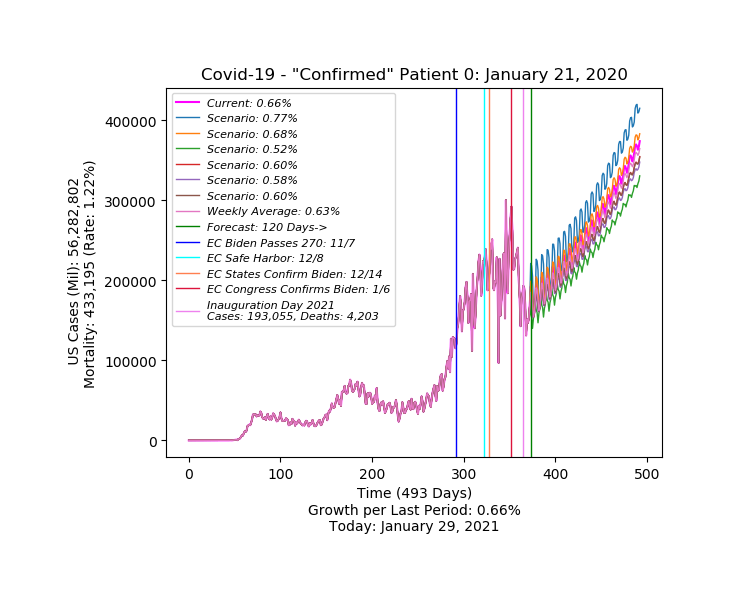 Covid-19 - "Confirmed" Patient 0: January 21, 2020
Current: 0.66%
Scenario: 0.77%
Scenario: 0.68%
Scenario: 0.52%
Scenario: 0.60%
Scenario: 0.58%
Scenario: 0.60%
Weekly Average: 0.63%
Forecast: 120 Days->
EC Biden Passes 270: 11/7
EC Safe Harbor: 12/8
EC States Confirm Biden: 12/14
EC Congress Confirms Biden: 1/6
Inauguration Day 2021
Cases: 193,055, Deaths: 4,203
US Cases (Mil): 56,282,802
Mortality: 433,195 (Rate: 1.22%)
400000
300000
200000
100000
0
0 100 200 300 400 500
Time (493 Days)
Growth per Last Period: 0.66%
Today: January 29, 2021